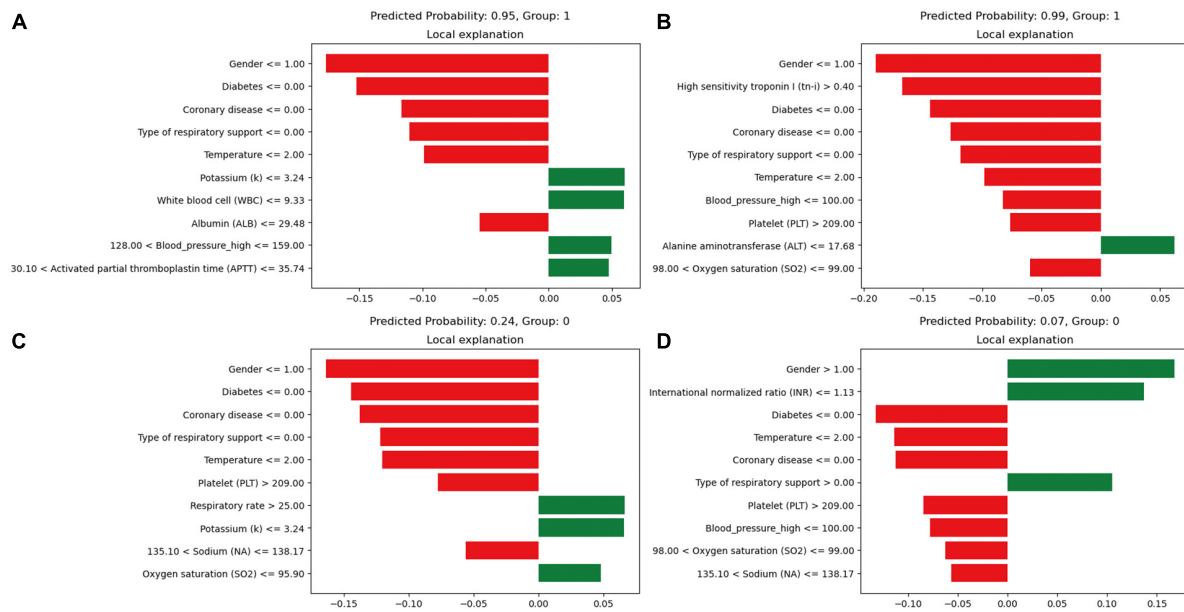 A
Predicted Probability: 0.95, Group: 1
Local explanation
Gender <= 1.00
Diabetes <= 0.00
Coronary disease <= 0.00
Type of respiratory support <= 0.00
Temperature <= 2.00
Potassium (k) <= 3.24
White blood cell (WBC) <= 9.33
Albumin (ALB) <= 29.48
128.00 < Blood_pressure_high <= 159.00
30.10 < Activated partial thromboplastin time (APTT) <= 35.74
−0.15 −0.10 −0.05 0.00 0.05
B
Predicted Probability: 0.99, Group: 1
Local explanation
Gender <= 1.00
High sensitivity troponin I (tn-i) > 0.40
Diabetes <= 0.00
Coronary disease <= 0.00
Type of respiratory support <= 0.00
Temperature <= 2.00
Blood_pressure_high <= 100.00
Platelet (PLT) > 209.00
Alanine aminotransferase (ALT) <= 17.68
98.00 < Oxygen saturation (SO2) <= 99.00
−0.20 −0.15 −0.10 −0.05 0.00 0.05
C
Predicted Probability: 0.24, Group: 0
Local explanation
Gender <= 1.00
Diabetes <= 0.00
Coronary disease <= 0.00
Type of respiratory support <= 0.00
Temperature <= 2.00
Platelet (PLT) > 209.00
Respiratory rate > 25.00
Potassium (k) <= 3.24
135.10 < Sodium (NA) <= 138.17
Oxygen saturation (SO2) <= 95.90
−0.15 −0.10 −0.05 0.00 0.05
D
Predicted Probability: 0.07, Group: 0
Local explanation
Gender > 1.00
International normalized ratio (INR) <= 1.13
Diabetes <= 0.00
Temperature <= 2.00
Coronary disease <= 0.00
Type of respiratory support > 0.00
Platelet (PLT) > 209.00
Blood_pressure_high <= 100.00
98.00 < Oxygen saturation (SO2) <= 99.00
135.10 < Sodium (NA) <= 138.17
−0.10 −0.05 0.00 0.05 0.10 0.15